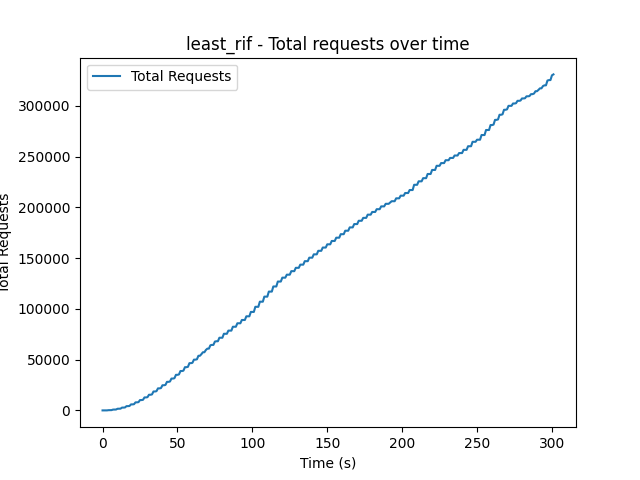 least_rif - Total requests over time
Total Requests
300000
250000
200000
150000
100000
50000
0
Total Requests
0 50 100 150 200 250 300
Time (s)